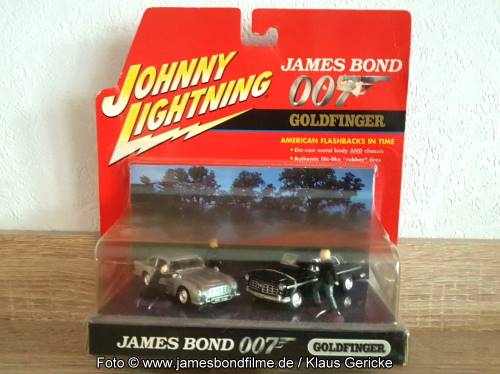 JOHNNY
LIGHTNING
JAMES BOND
007
GOLDFINGER
AMERICAN FLASHBACKS IN TIME
• Die-cast metal body AND chassis
• Authentic life-like "rubber" tires
JAMES BOND 007
GOLDFINGER
Foto © www.jamesbondfilme.de / Klaus Gericke